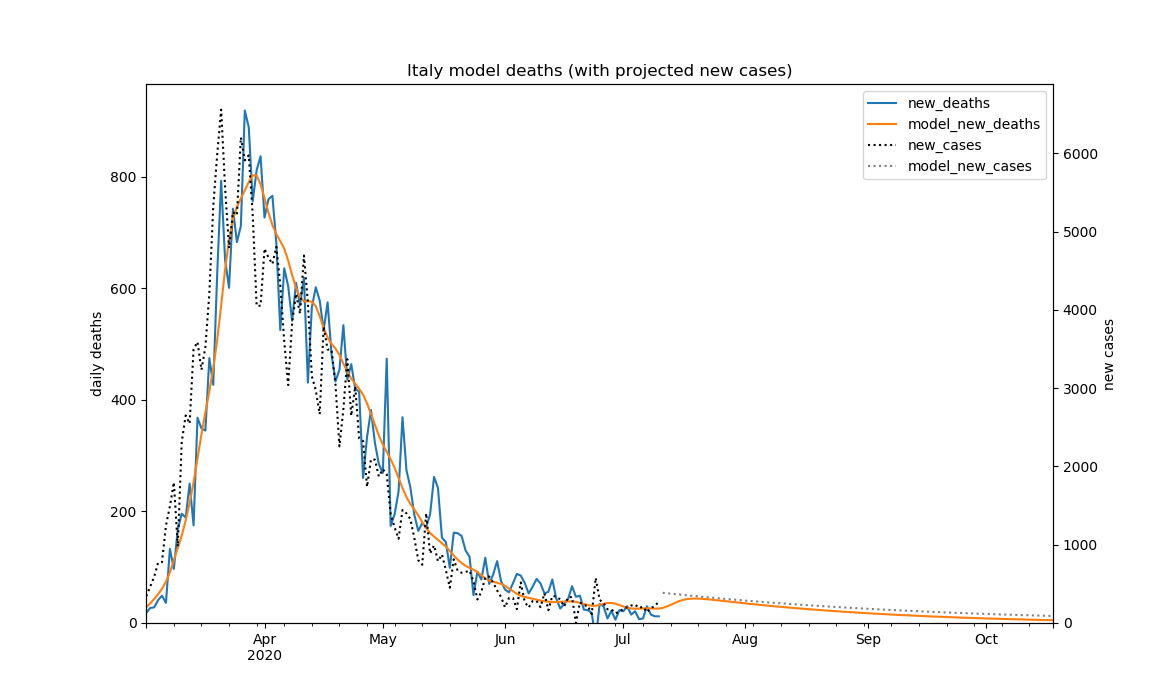 Italy model deaths (with projected new cases)
new_deaths
model_new_deaths
new_cases
model_new_cases
daily deaths
new cases
800
600
400
200
0
6000
5000
4000
3000
2000
1000
0
Apr
2020
May
Jun
Jul
Aug
Sep
Oct